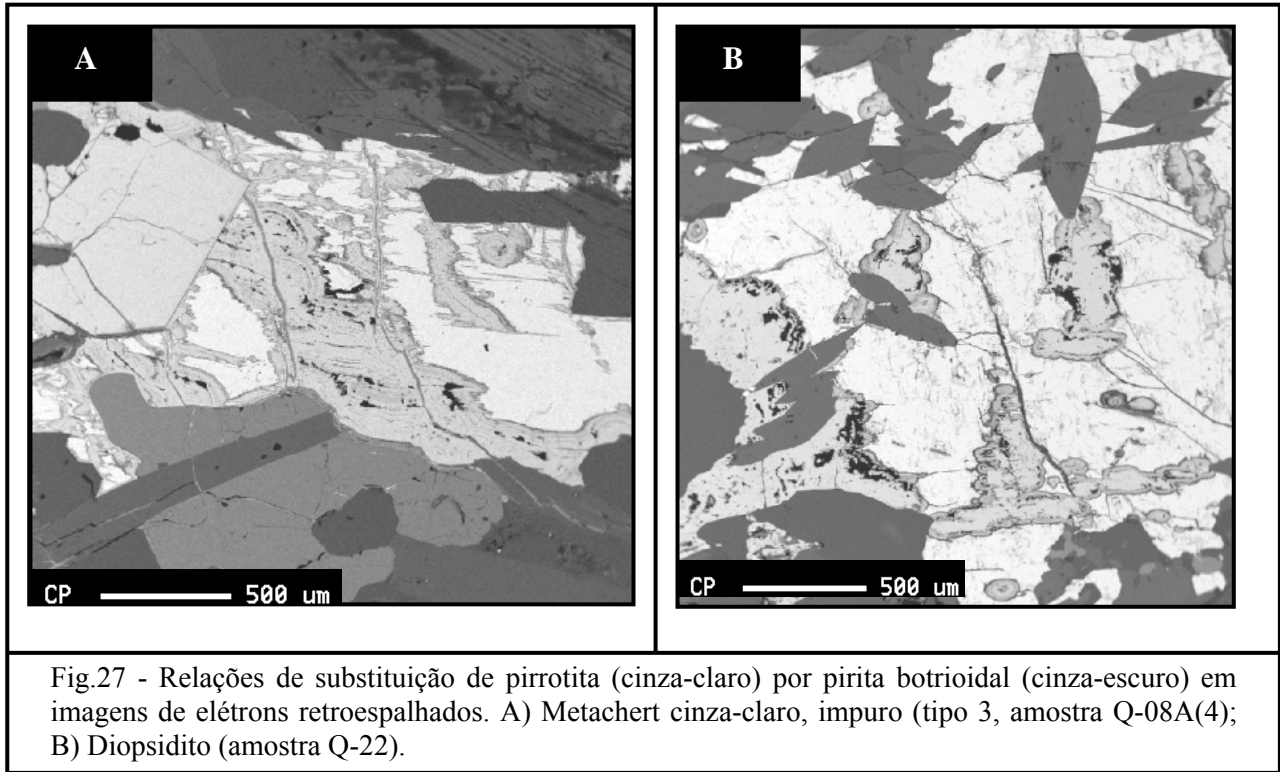 A
B
CP 500 um
CP 500 um
Fig.27 - Relações de substituição de pirrotita (cinza-claro) por pirita botrioidal (cinza-escuro) em
imagens de elétrons retroespalhados. A) Metachert cinza-claro, impuro (tipo 3, amostra Q-08A(4);
B) Diopsidito (amostra Q-22).